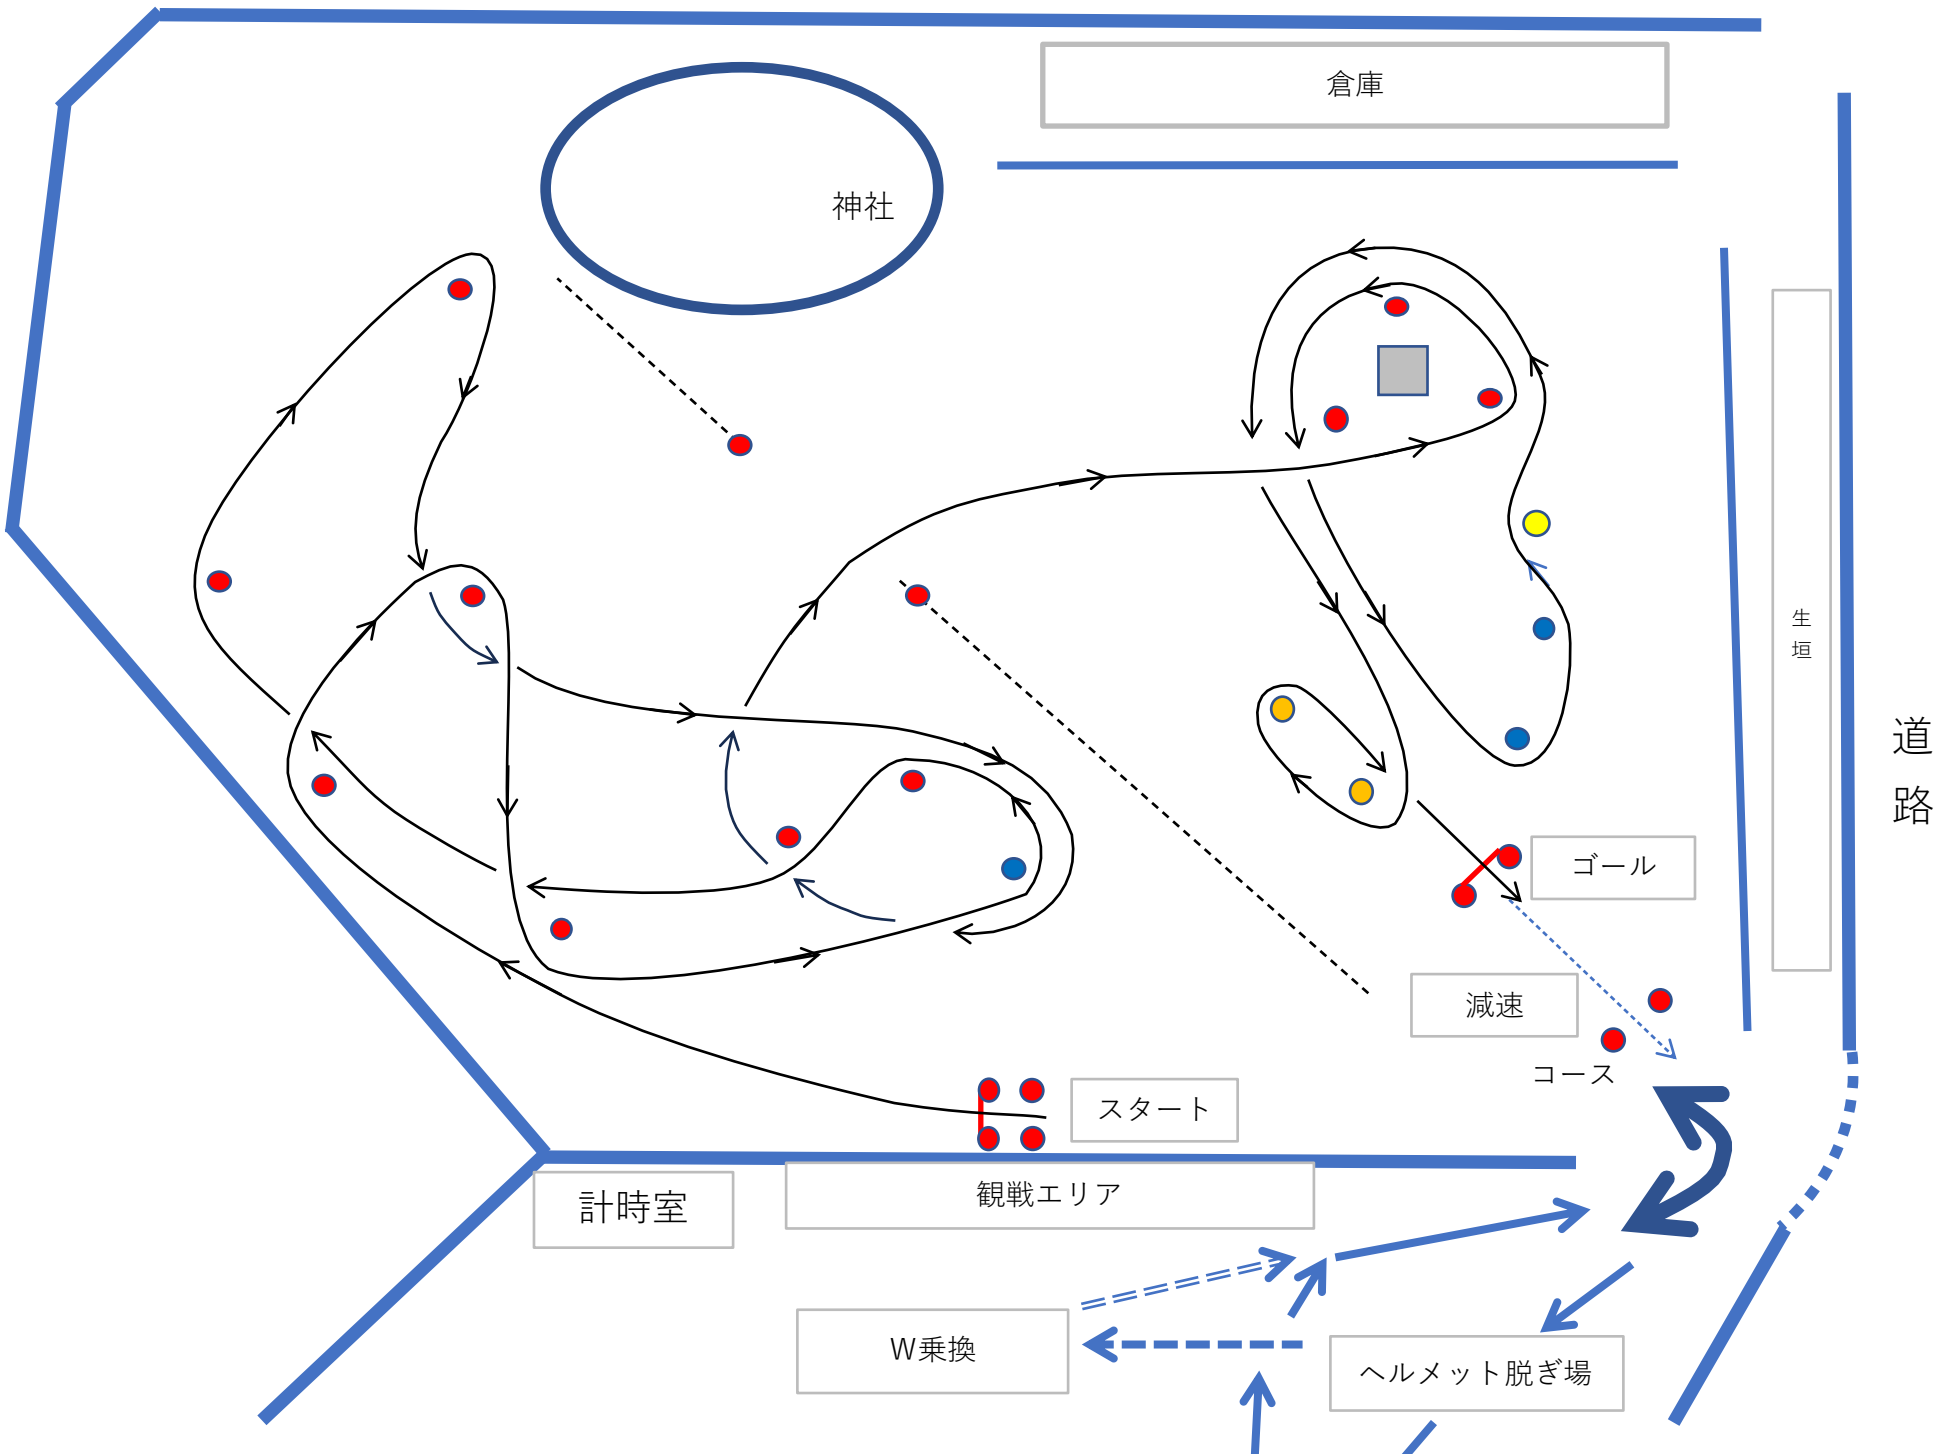 倉庫
神社
生
垣
道
路
ゴール
減速
コース
スタート
観戦エリア
計時室
W乗換
ヘルメット脱ぎ場